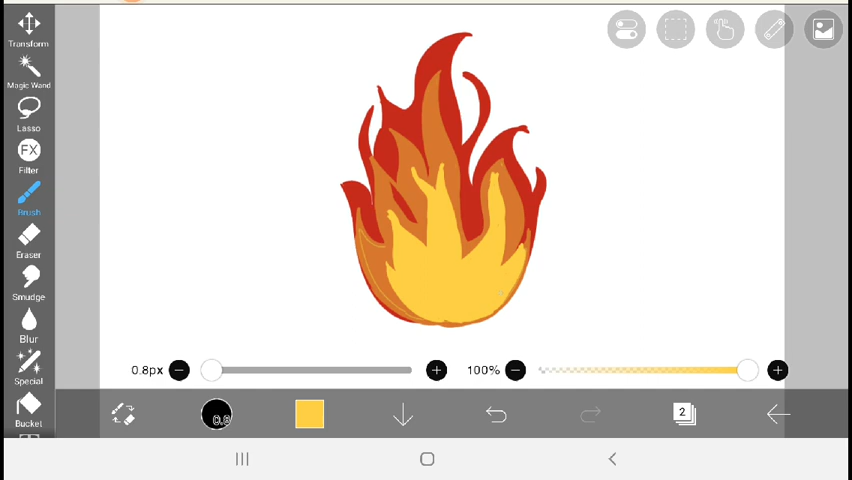 Transform
Magic Wand
Lasso
FX
Filter
Brush
Eraser
Smudge
Blur
Special
Bucket
0.8px
100%
0.8
2